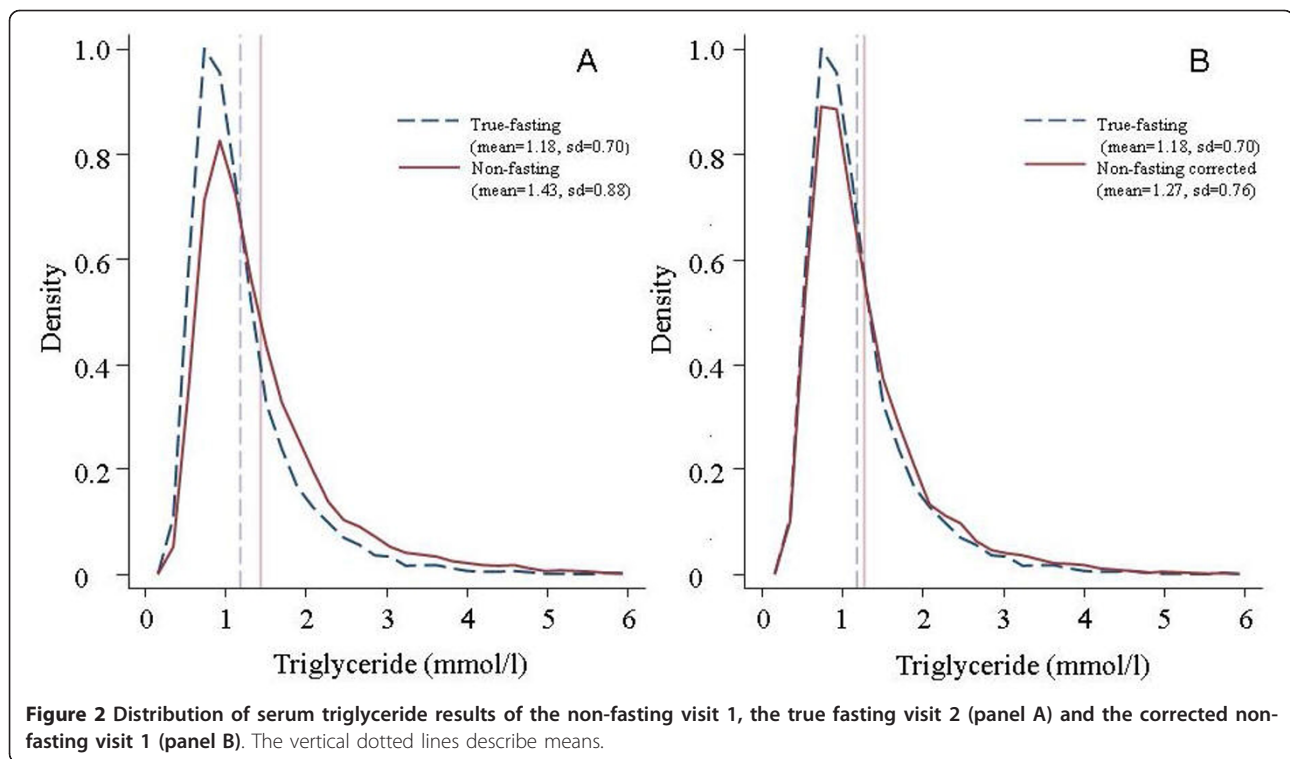 A
1.0
0.8
0.6
0.4
0.2
0
Density
True-fasting
(mean=1.18, sd=0.70)
Non-fasting
(mean=1.43, sd=0.88)
0 1 2 3 4 5 6
Triglyceride (mmol/l)
B
1.0
0.8
0.6
0.4
0.2
0
Density
True-fasting
(mean=1.18, sd=0.70)
Non-fasting corrected
(mean=1.27, sd=0.76)
0 1 2 3 4 5 6
Triglyceride (mmol/l)
Figure 2 Distribution of serum triglyceride results of the non-fasting visit 1, the true fasting visit 2 (panel A) and the corrected non-
fasting visit 1 (panel B). The vertical dotted lines describe means.